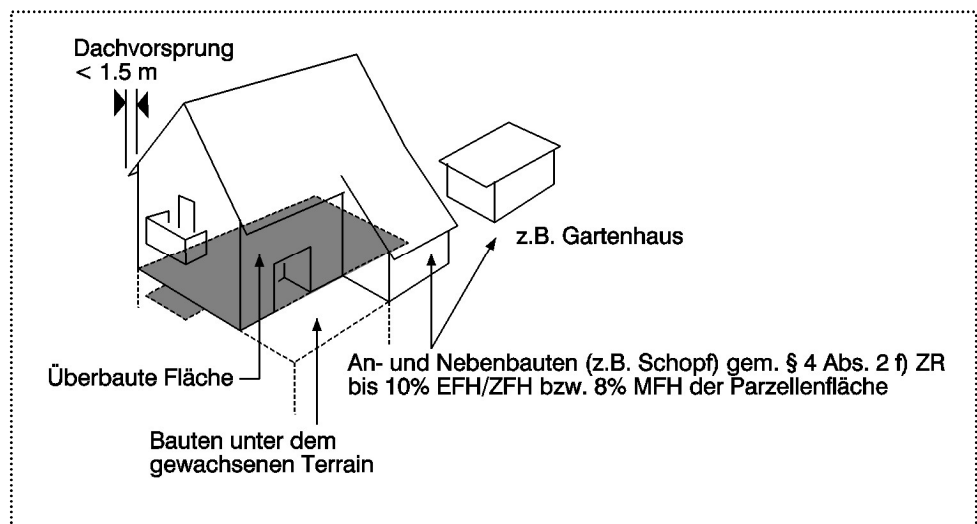 Dachvorsprung
< 1.5 m
z.B. Gartenhaus
Überbaute Fläche
An- und Nebenbauten (z.B. Schopf) gem. § 4 Abs. 2 f) ZR
bis 10% EFH/ZFH bzw. 8% MFH der Parzellenfläche
Bauten unter dem
gewachsenen Terrain